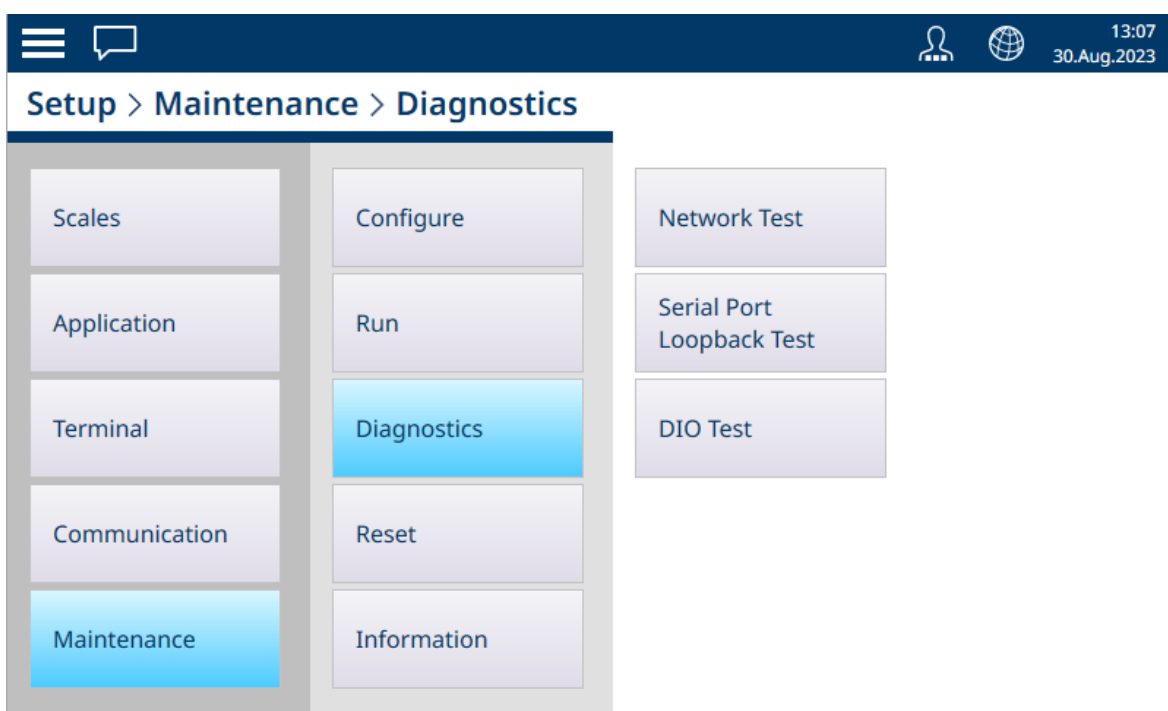 13:07
30.Aug.2023
Setup > Maintenance > Diagnostics
Scales
Application
Terminal
Communication
Maintenance
Configure
Run
Diagnostics
Reset
Information
Network Test
Serial Port
Loopback Test
DIO Test